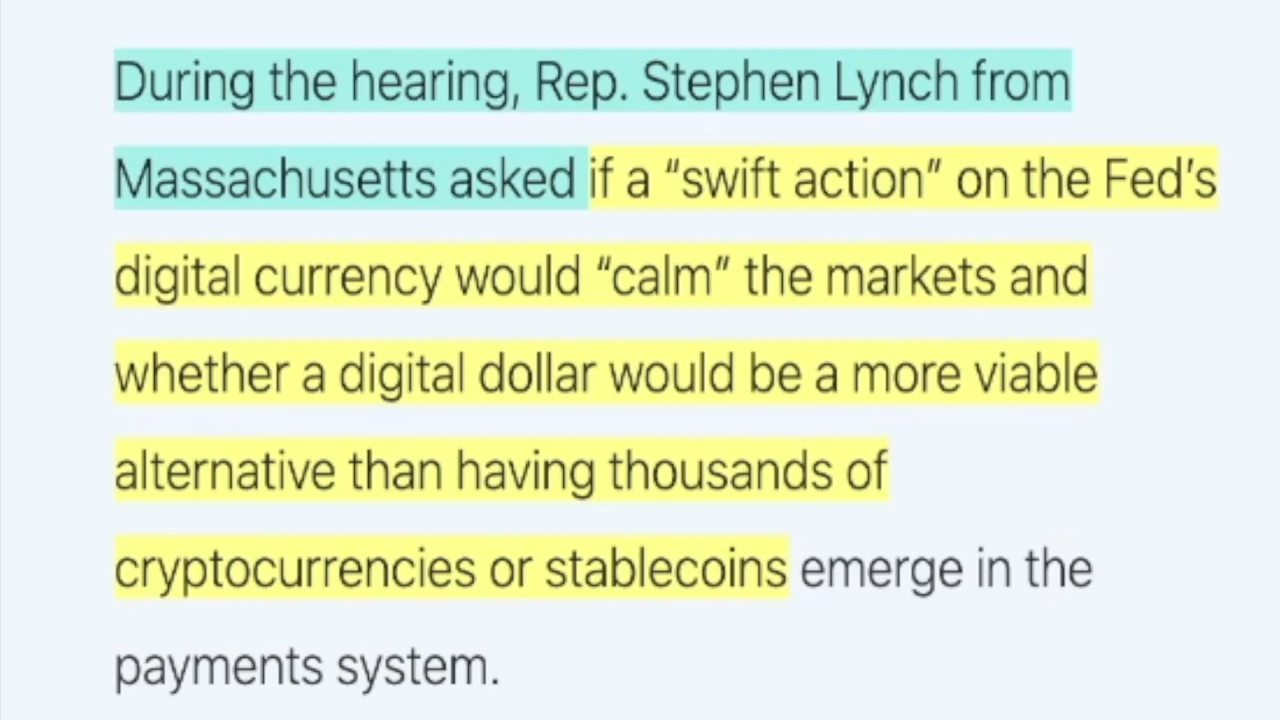 During the hearing, Rep. Stephen Lynch from
Massachusetts asked if a “swift action” on the Fed’s
digital currency would “calm” the markets and
whether a digital dollar would be a more viable
alternative than having thousands of
cryptocurrencies or stablecoins emerge in the
payments system.